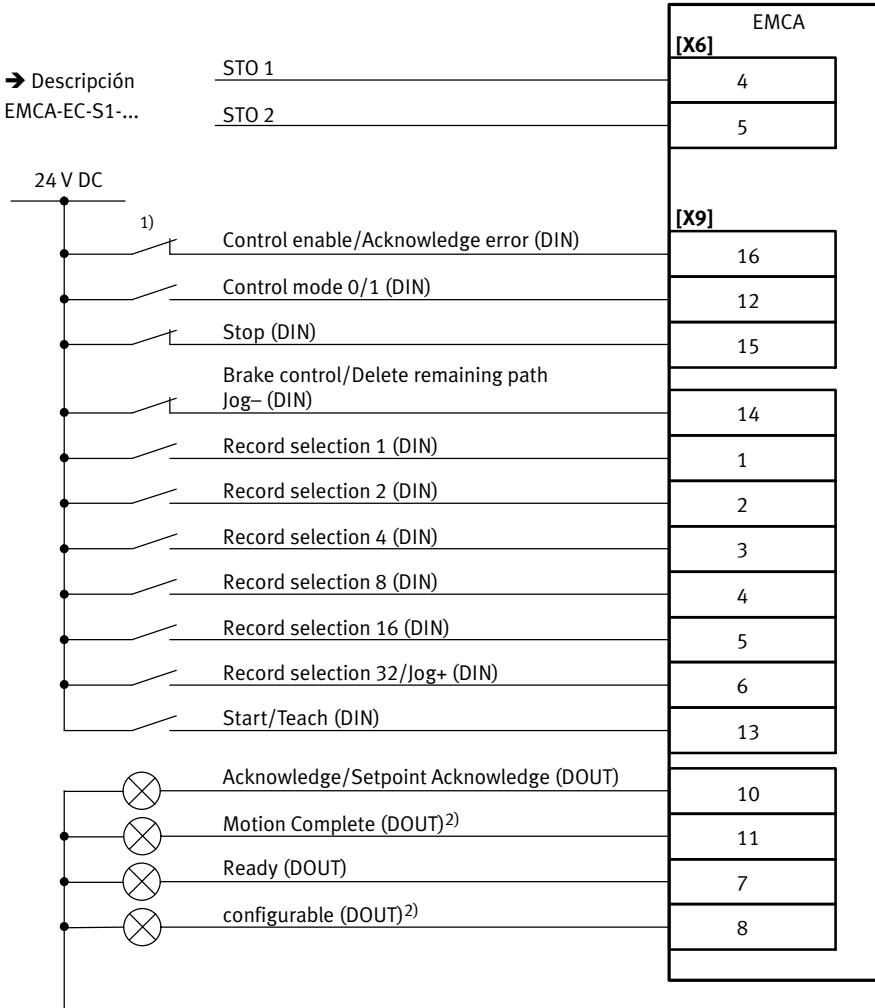 EMCA
[X6]
STO 1
4
➔ Descripción
EMCA-EC-S1-...
STO 2
5
24 V DC
[X9]
1)
Control enable/Acknowledge error (DIN)
16
Control mode 0/1 (DIN)
12
Stop (DIN)
15
Brake control/Delete remaining path
Jog– (DIN)
14
Record selection 1 (DIN)
1
Record selection 2 (DIN)
2
Record selection 4 (DIN)
3
Record selection 8 (DIN)
4
Record selection 16 (DIN)
5
Record selection 32/Jog+ (DIN)
6
Start/Teach (DIN)
13
Acknowledge/Setpoint Acknowledge (DOUT)
10
Motion Complete (DOUT)2)
11
Ready (DOUT)
7
configurable (DOUT)2)
8